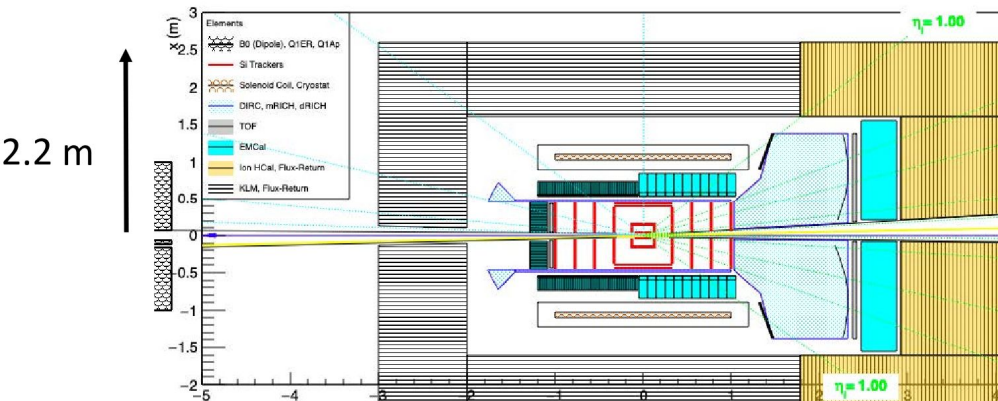 3
x (m)
2.5
2
1.5
1
0.5
0
−0.5
−1
−1.5
−2
Elements
B0 (Dipole), Q1ER, Q1Ap
Si Trackers
Solenoid Coil, Cryostat
DIRC, mRICH, dRICH
TOF
EMCal
Ion HCal, Flux-Return
KLM, Flux-Return
η = 1.00
2.2 m
−5
−4
−3
−2
−1
0
1
2
3
η = 1.00